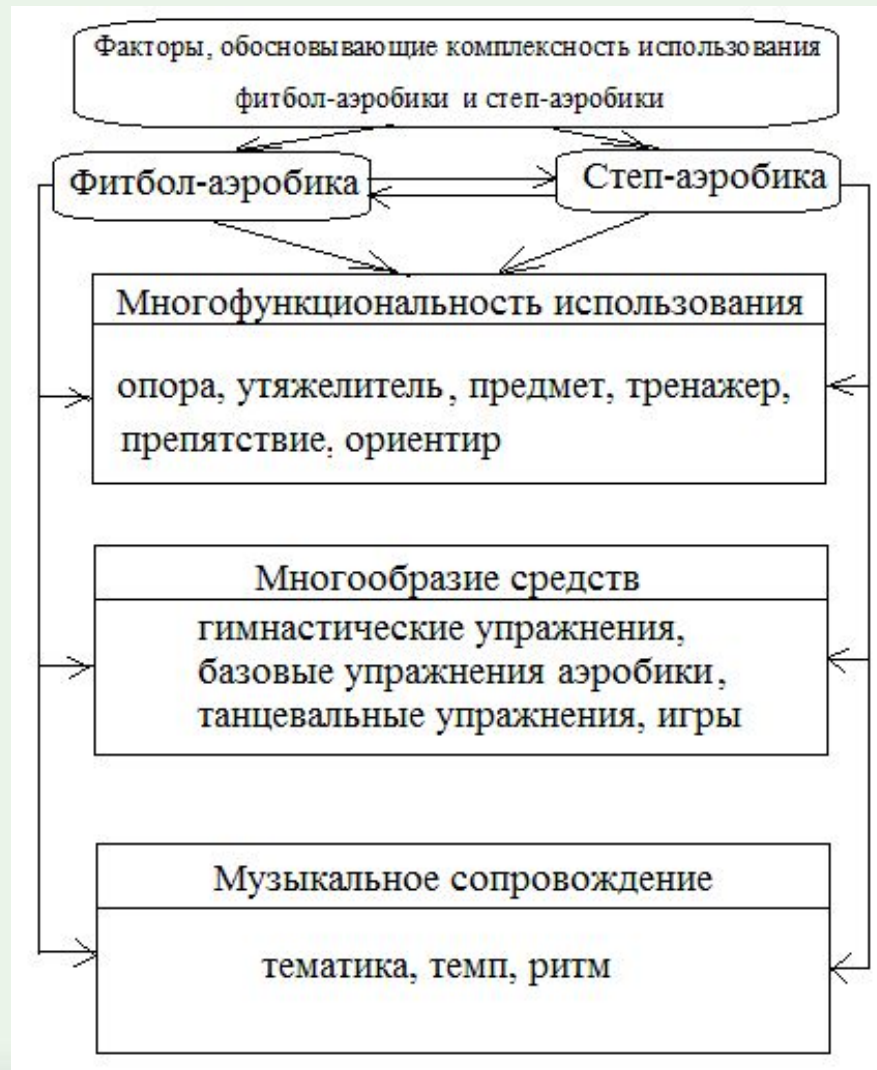 Факторы, обосновывающие комплексность использования
фитбол-аэробики и степ-аэробики
Фитбол-аэробика
Степ-аэробика
Многофункциональность использования
опора, утяжелитель, предмет, тренажер,
препятствие, ориентир
Многообразие средств
гимнастические упражнения,
базовые упражнения аэробики,
танцевальные упражнения, игры
Музыкальное сопровождение
тематика, темп, ритм